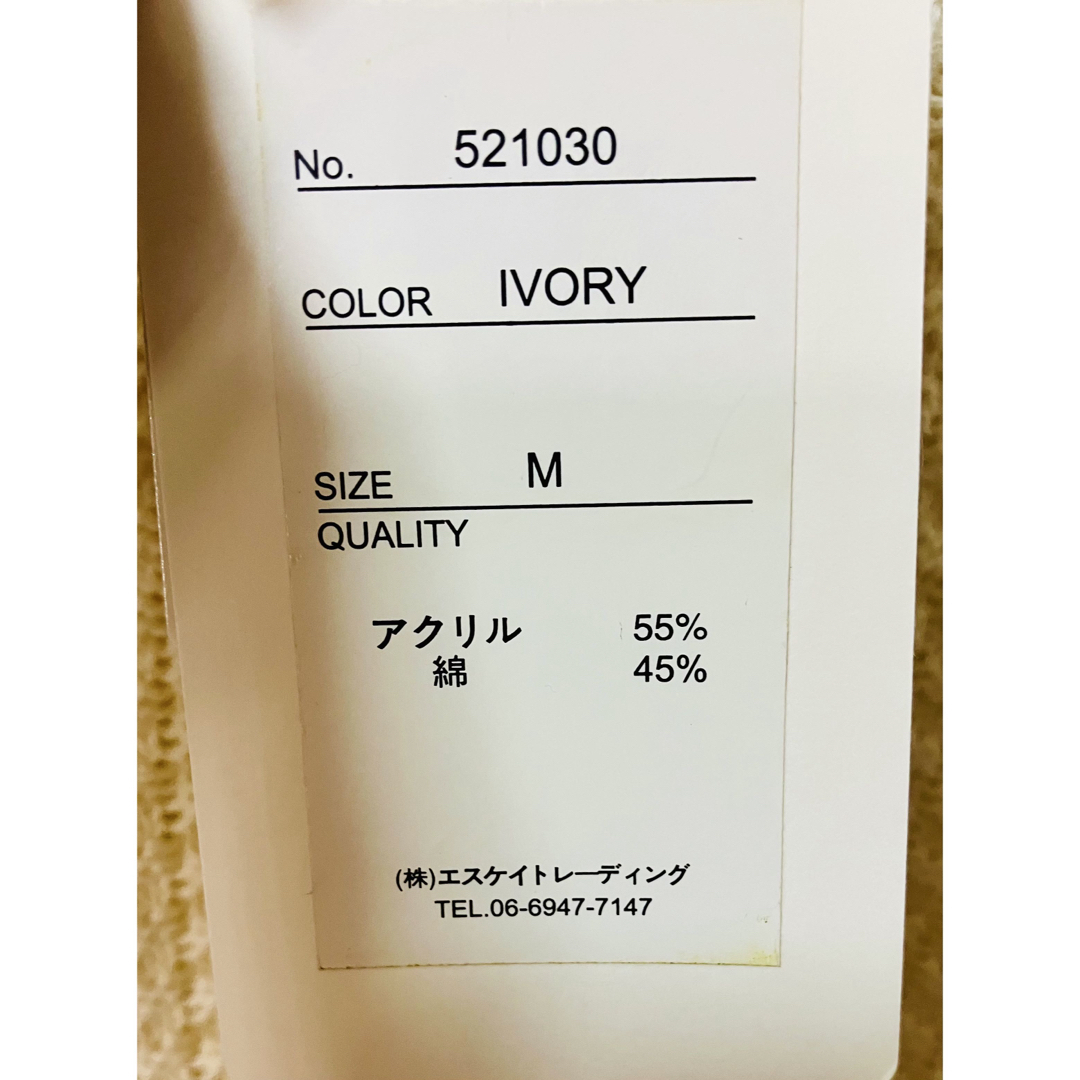 No. 521030
COLOR IVORY
SIZE M
QUALITY
アクリル 55%
綿 45%
(株)エスケイトレーディング
TEL.06-6947-7147